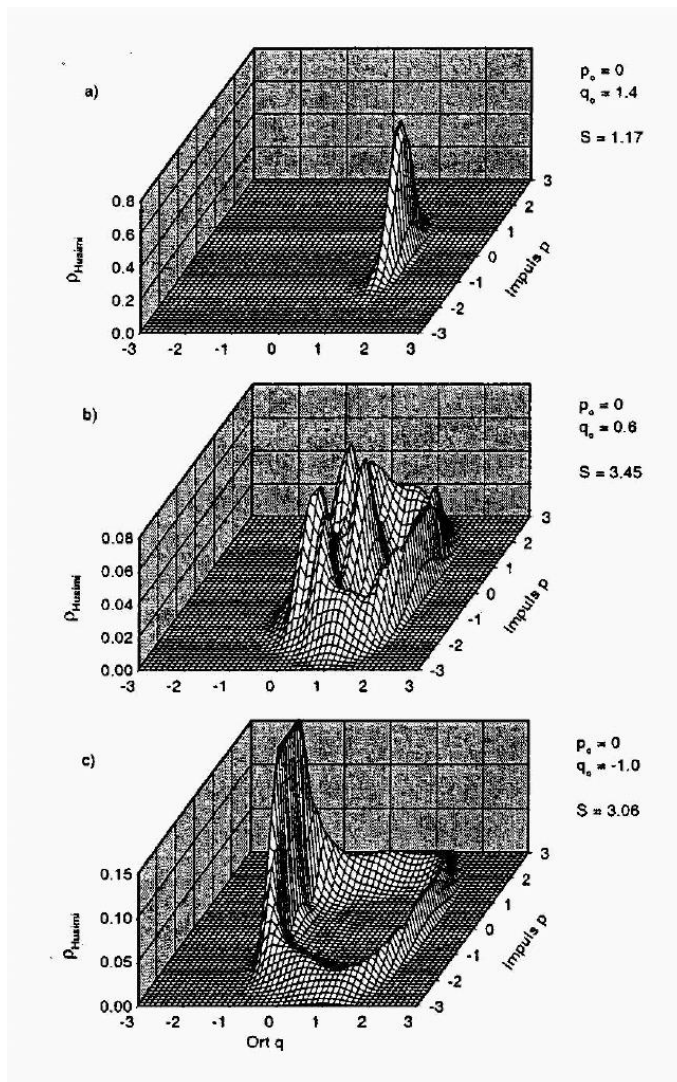 a)
p₀ = 0
q₀ = 1.4
S = 1.17
ρHusimi
0.8
0.6
0.4
0.2
0.0
-3 -2 -1 0 1 2 3
Impuls p
3
2
1
0
-1
-2
-3
b)
p₀ = 0
q₀ = 0.6
S = 3.45
ρHusimi
0.08
0.06
0.04
0.02
0.00
-3 -2 -1 0 1 2 3
Impuls p
3
2
1
0
-1
-2
-3
c)
p₀ = 0
q₀ = -1.0
S = 3.06
ρHusimi
0.15
0.10
0.05
0.00
-3 -2 -1 0 1 2 3
Ort q
Impuls p
3
2
1
0
-1
-2
-3